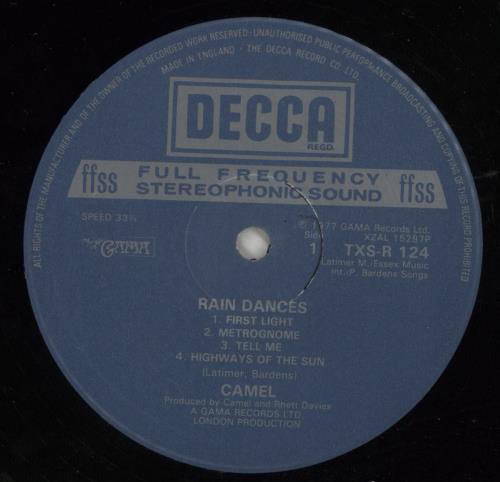 ALL RIGHTS OF THE MANUFACTURER AND OF THE OWNER OF THE RECORDED WORK RESERVED · UNAUTHORISED PUBLIC PERFORMANCE BROADCASTING AND COPYING OF THIS RECORD PROHIBITED
MADE IN ENGLAND · THE DECCA RECORD CO. LTD.
DECCA
REGD.
ffss FULL FREQUENCY STEREOPHONIC SOUND ffss
SPEED 33⅓
GAMA
℗ 1977 GAMA Records Ltd.
XZAL 15297P
Side 1
TXS-R 124
Latimer M./Essex Music
Int./P. Bardens Songs
RAIN DANCES
1. FIRST LIGHT
2. METROGNOME
3. TELL ME
4. HIGHWAYS OF THE SUN
(Latimer, Bardens)
CAMEL
Produced by Camel and Rhett Davies
A GAMA RECORDS LTD.
LONDON PRODUCTION